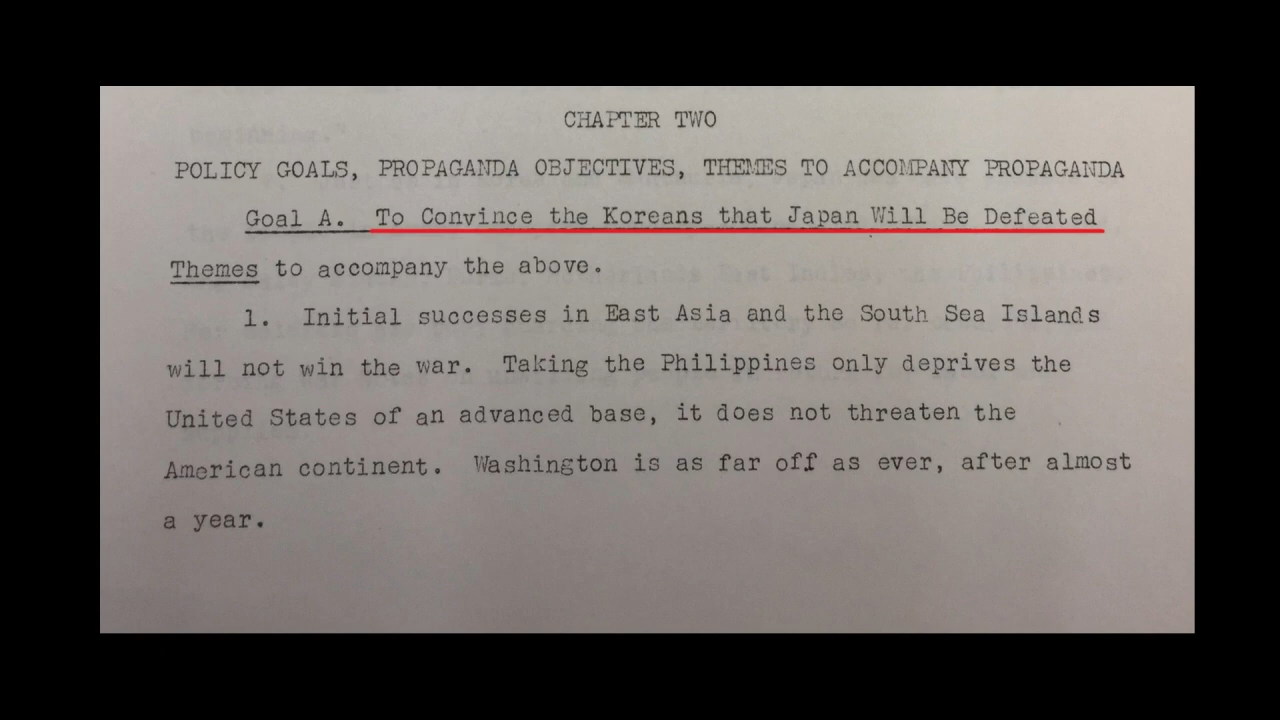 CHAPTER TWO
POLICY GOALS, PROPAGANDA OBJECTIVES, THEMES TO ACCOMPANY PROPAGANDA
Goal A. To Convince the Koreans that Japan Will Be Defeated
Themes to accompany the above.
1. Initial successes in East Asia and the South Sea Islands
will not win the war. Taking the Philippines only deprives the
United States of an advanced base, it does not threaten the
American continent. Washington is as far off as ever, after almost
a year.